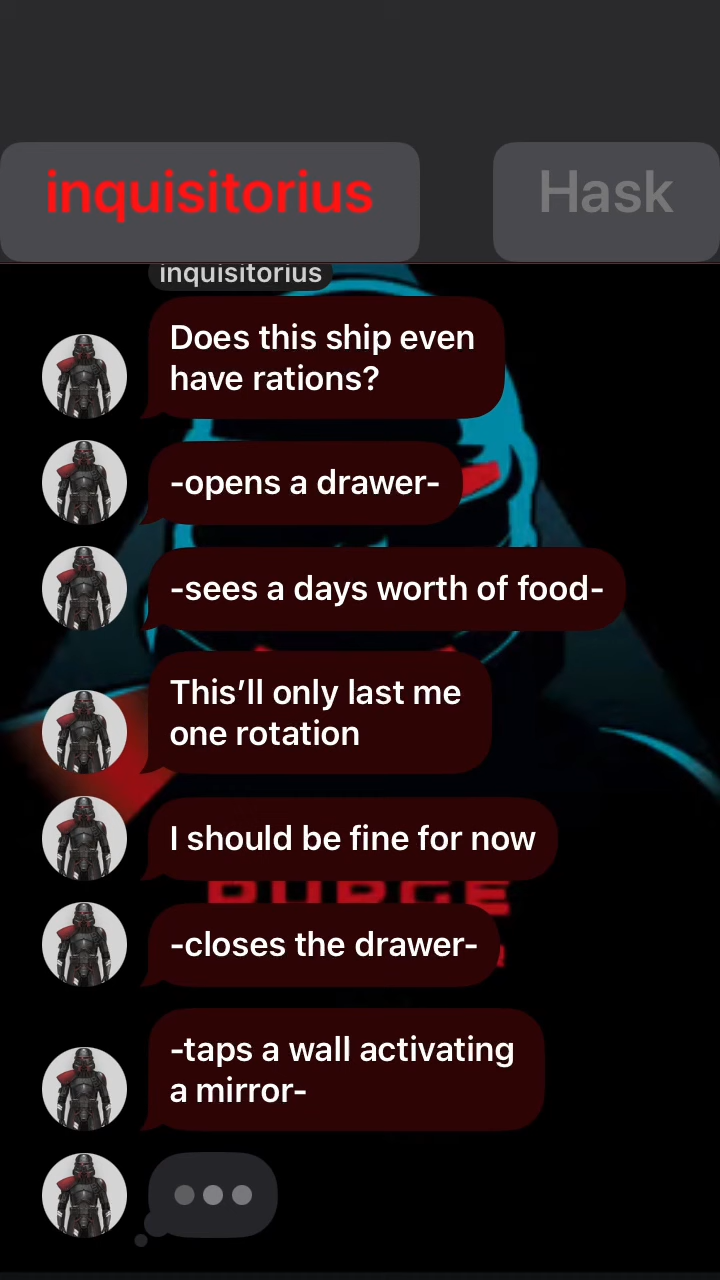 inquisitorius
Hask
inquisitorius
Does this ship even
have rations?
-opens a drawer-
-sees a days worth of food-
This’ll only last me
one rotation
I should be fine for now
PURGE
-closes the drawer-
-taps a wall activating
a mirror-